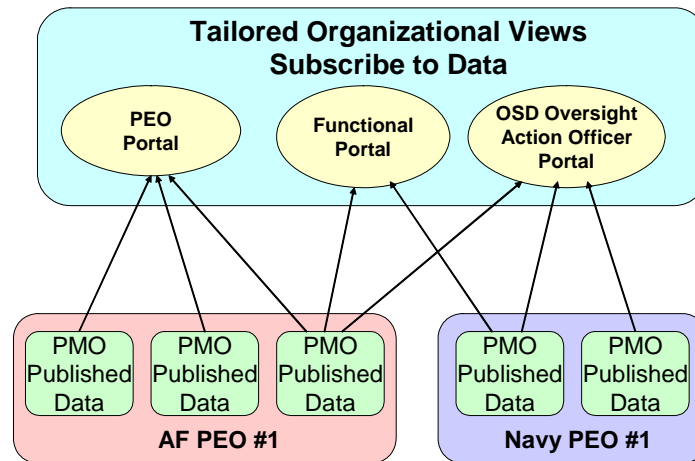 Tailored Organizational Views
Subscribe to Data
PEO
Portal
Functional
Portal
OSD Oversight
Action Officer
Portal
PMO
Published
Data
PMO
Published
Data
PMO
Published
Data
AF PEO #1
PMO
Published
Data
PMO
Published
Data
Navy PEO #1